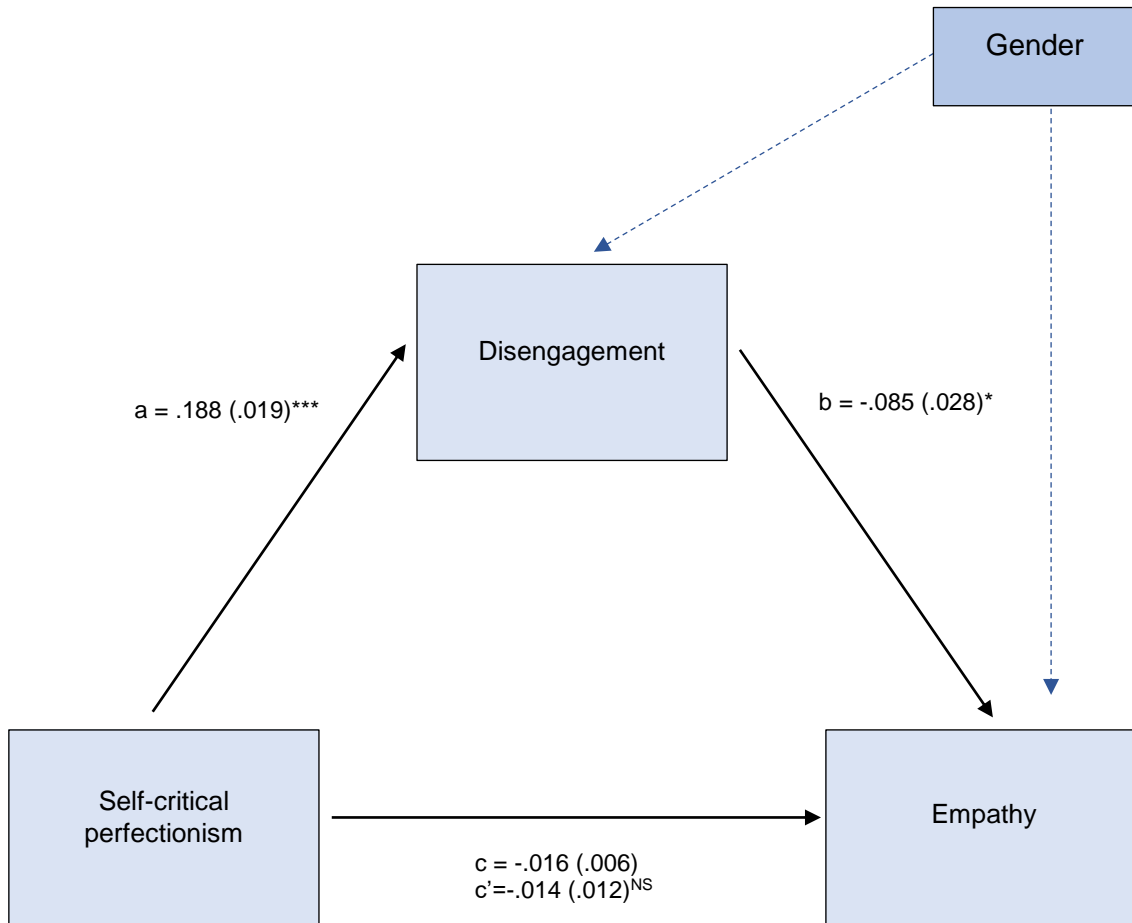 Gender
Disengagement
a = .188 (.019)***
b = -.085 (.028)*
Self-critical
perfectionism
Empathy
c = -.016 (.006)
c’=-.014 (.012)NS